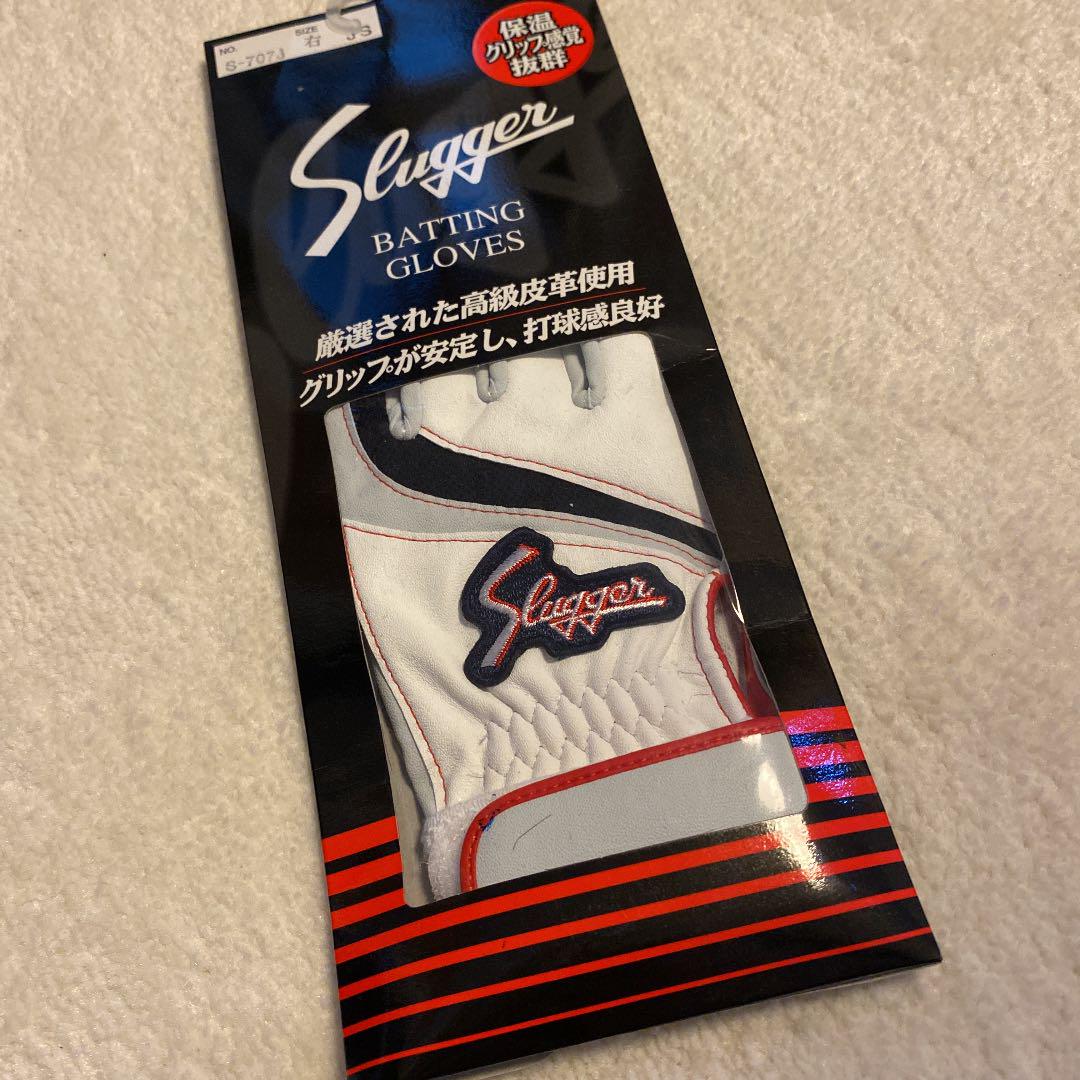 NO.
SIZE
右
保温
グリップ感覚
抜群
Slugger
BATTING
GLOVES
厳選された高級皮革使用
グリップが安定し、打球感良好
Slugger